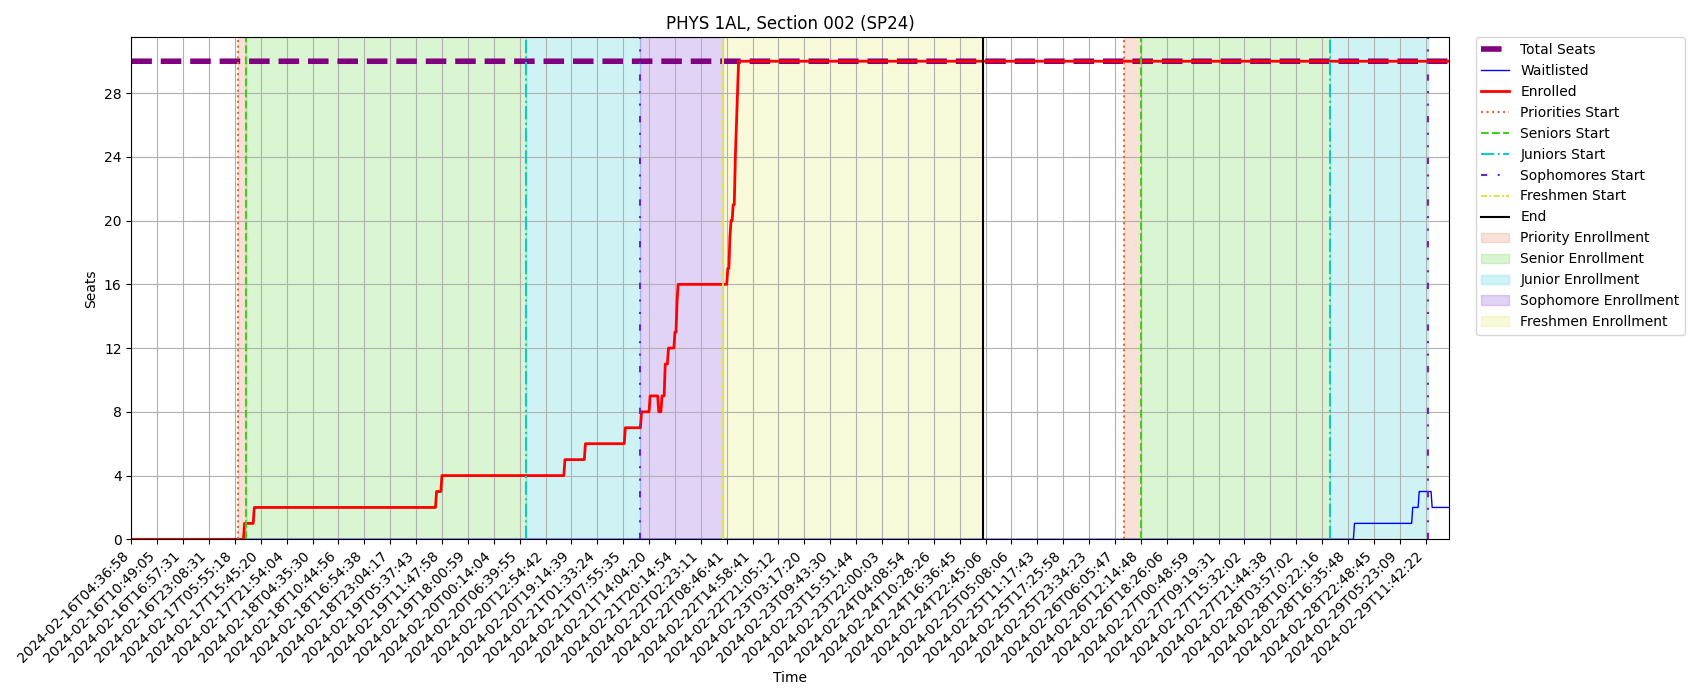 PHYS 1AL, Section 002 (SP24)
Seats
28
24
20
16
12
8
4
0
2024-02-16T04:36:58
2024-02-16T10:49:05
2024-02-16T16:57:31
2024-02-16T23:08:31
2024-02-17T05:55:18
2024-02-17T15:45:20
2024-02-17T21:54:04
2024-02-18T04:35:30
2024-02-18T10:44:56
2024-02-18T16:54:38
2024-02-18T23:04:17
2024-02-19T05:37:43
2024-02-19T11:47:58
2024-02-19T18:00:59
2024-02-20T00:14:04
2024-02-20T06:39:55
2024-02-20T12:54:42
2024-02-20T19:14:39
2024-02-21T01:33:24
2024-02-21T07:55:35
2024-02-21T14:04:20
2024-02-21T20:14:54
2024-02-22T02:23:11
2024-02-22T08:46:41
2024-02-22T14:58:41
2024-02-22T21:05:12
2024-02-23T03:17:20
2024-02-23T09:43:30
2024-02-23T15:51:44
2024-02-23T22:00:03
2024-02-24T04:08:54
2024-02-24T10:28:26
2024-02-24T16:36:45
2024-02-24T22:45:06
2024-02-25T05:08:06
2024-02-25T11:17:43
2024-02-25T17:25:58
2024-02-25T23:34:23
2024-02-26T06:05:47
2024-02-26T12:14:48
2024-02-26T18:26:06
2024-02-27T00:48:59
2024-02-27T09:19:31
2024-02-27T15:32:02
2024-02-27T21:44:38
2024-02-28T03:57:02
2024-02-28T10:22:16
2024-02-28T16:35:48
2024-02-28T22:48:45
2024-02-29T05:23:09
2024-02-29T11:42:22
Time
Total Seats
Waitlisted
Enrolled
Priorities Start
Seniors Start
Juniors Start
Sophomores Start
Freshmen Start
End
Priority Enrollment
Senior Enrollment
Junior Enrollment
Sophomore Enrollment
Freshmen Enrollment